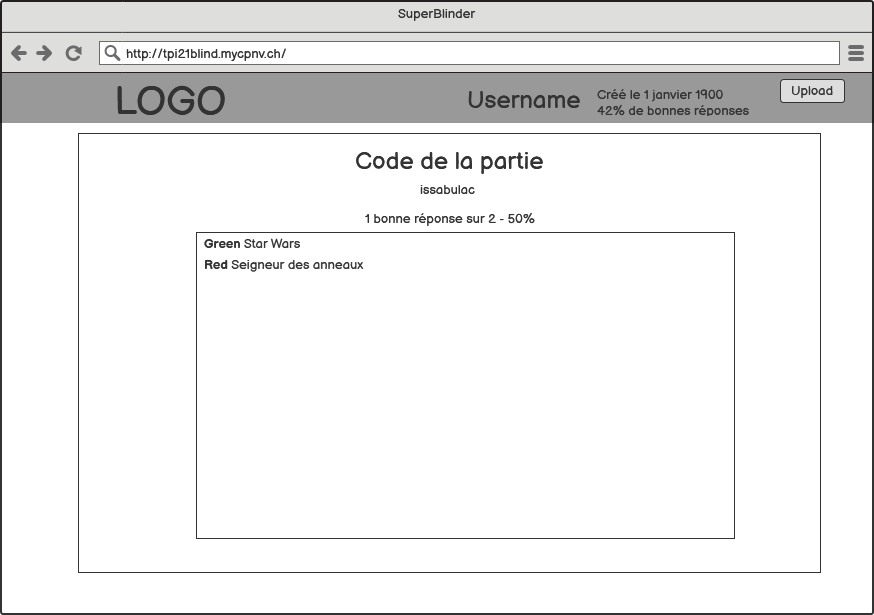 SuperBlinder
http://tpi21blind.mycpnv.ch/
LOGO
Username
Créé le 1 janvier 1900
42% de bonnes réponses
Upload
Code de la partie
issabulac
1 bonne réponse sur 2 - 50%
Green Star Wars
Red Seigneur des anneaux